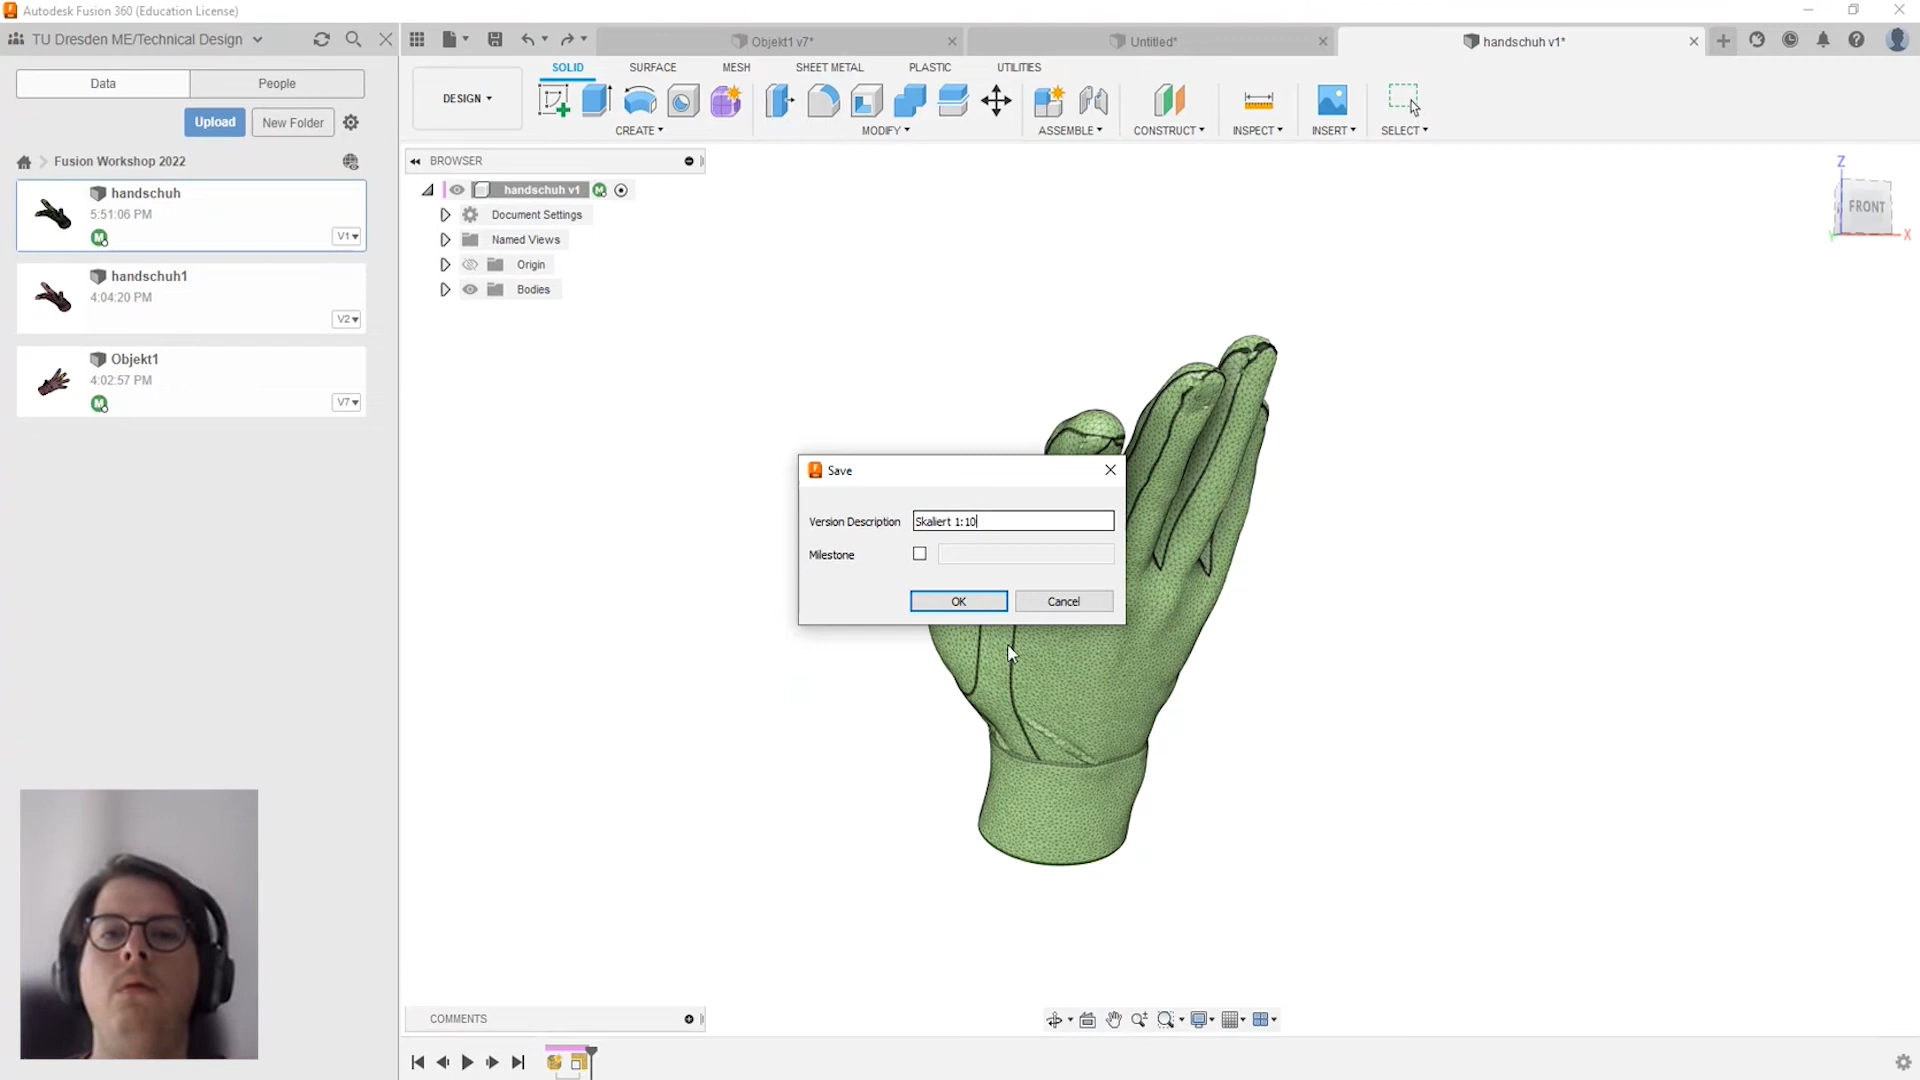 Autodesk Fusion 360 (Education License)
TU Dresden ME/Technical Design
Objekt1 v7*
Untitled*
handschuh v1*
Data
People
SOLID
SURFACE
MESH
SHEET METAL
PLASTIC
UTILITIES
DESIGN
Upload
New Folder
CREATE
MODIFY
ASSEMBLE
CONSTRUCT
INSPECT
INSERT
SELECT
Fusion Workshop 2022
BROWSER
handschuh v1
Document Settings
Named Views
Origin
Bodies
handschuh
5:51:06 PM
M
V1
handschuh1
4:04:20 PM
V2
Objekt1
4:02:57 PM
M
V7
Z
FRONT
X
Y
Save
Version Description
Skaliert 1:10
Milestone
OK
Cancel
COMMENTS